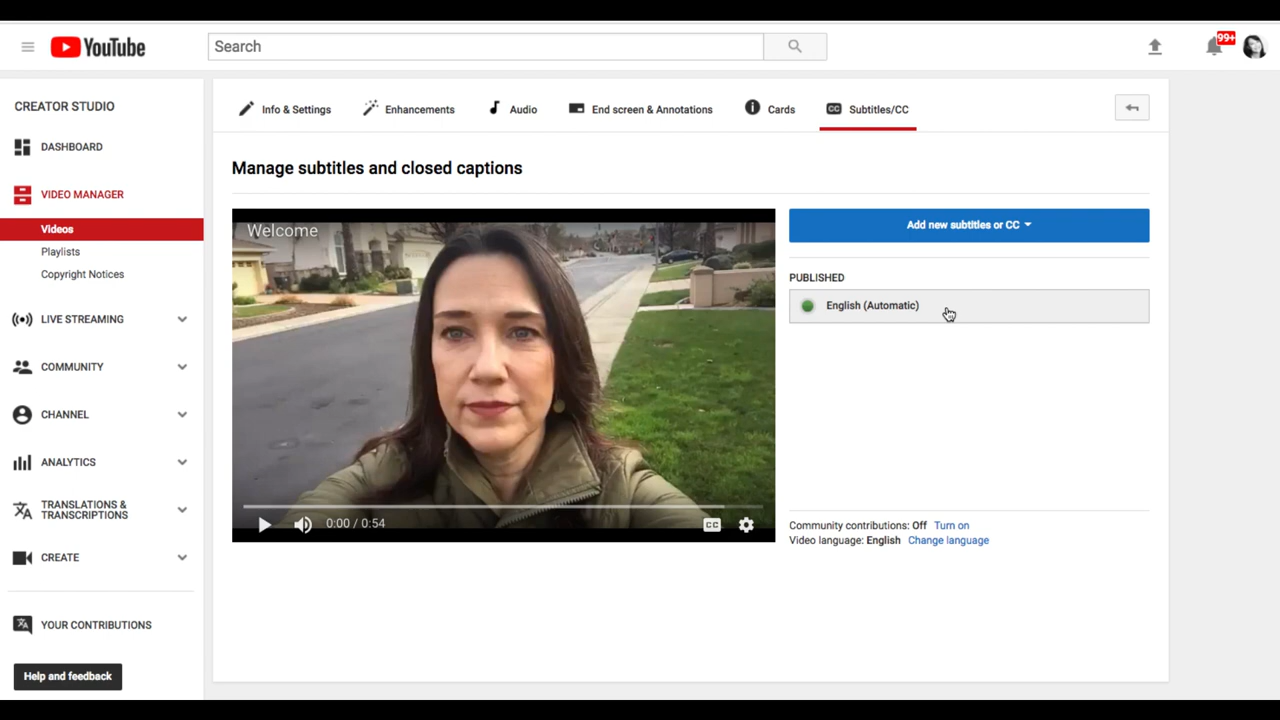 YouTube
Search
99+
CREATOR STUDIO
DASHBOARD
VIDEO MANAGER
Videos
Playlists
Copyright Notices
LIVE STREAMING
COMMUNITY
CHANNEL
ANALYTICS
TRANSLATIONS &
TRANSCRIPTIONS
CREATE
YOUR CONTRIBUTIONS
Help and feedback
Info & Settings
Enhancements
Audio
End screen & Annotations
Cards
CC Subtitles/CC
Manage subtitles and closed captions
Welcome
0:00 / 0:54
CC
Add new subtitles or CC
PUBLISHED
English (Automatic)
Community contributions: Off Turn on
Video language: English Change language